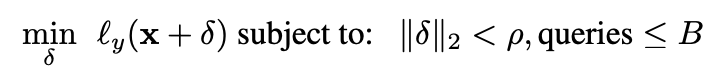 min_δ ℓ_y(x + δ) subject to: ‖δ‖₂ < ρ, queries ≤ B